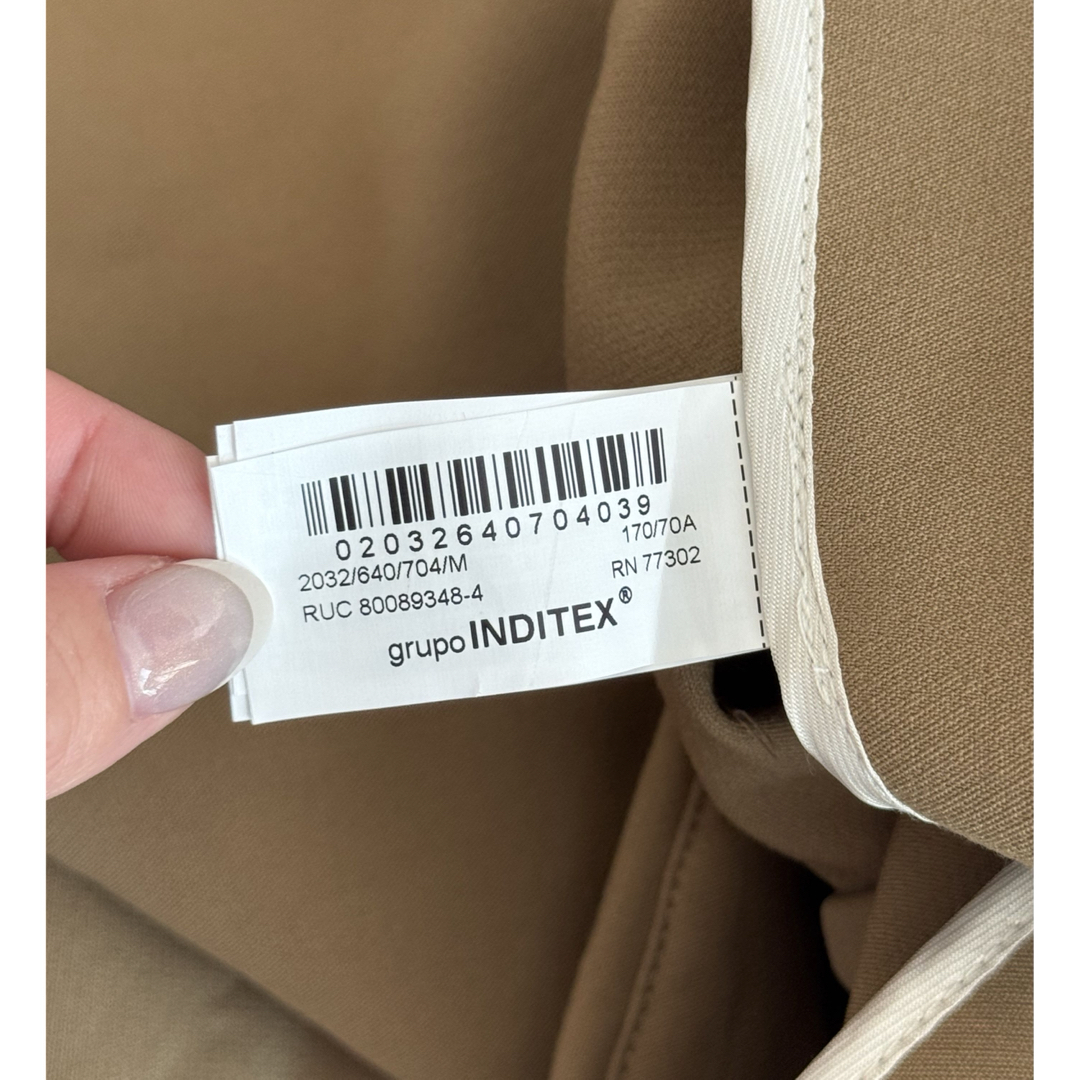 02032640704039
2032/640/704/M 170/70A
RUC 80089348-4 RN 77302
grupo INDITEX®